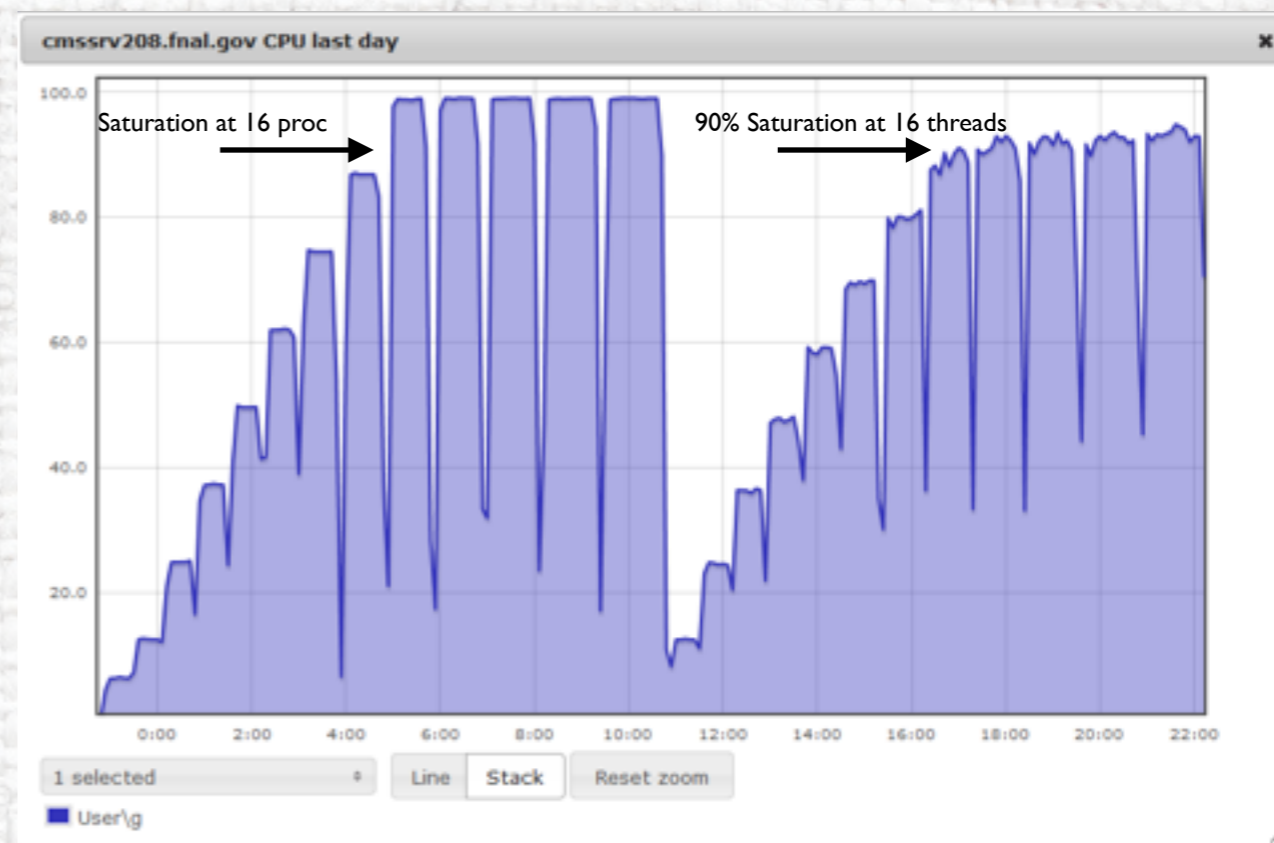 cmssrv208.fnal.gov CPU last day ✖
100.0
80.0
60.0
40.0
20.0
Saturation at 16 proc
90% Saturation at 16 threads
0:00 2:00 4:00 6:00 8:00 10:00 12:00 14:00 16:00 18:00 20:00 22:00
1 selected Line Stack Reset zoom
User\g